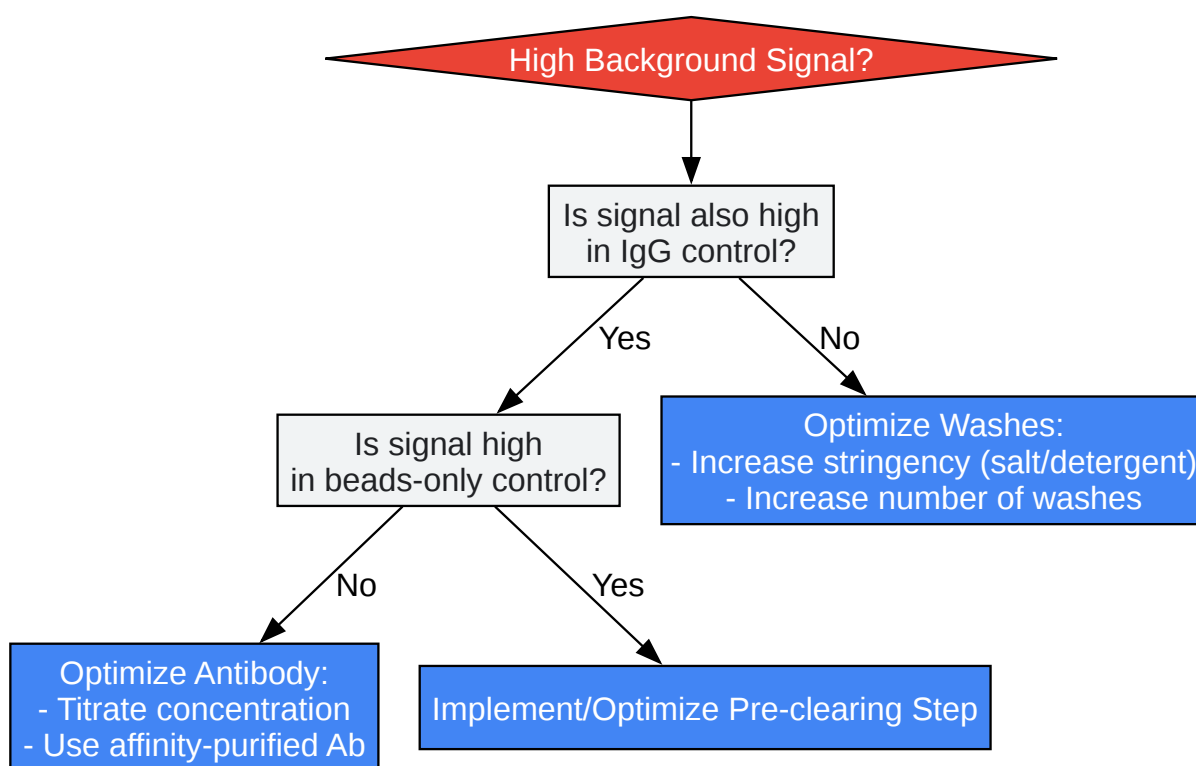 High Background Signal?
Is signal also high
in IgG control?
Yes
No
Is signal high
in beads-only control?
Optimize Washes:
- Increase stringency (salt/detergent)
- Increase number of washes
No
Yes
Optimize Antibody:
- Titrate concentration
- Use affinity-purified Ab
Implement/Optimize Pre-clearing Step